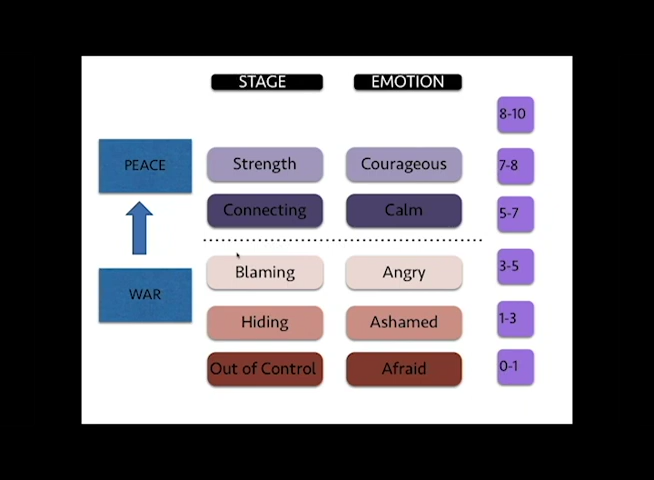 STAGE EMOTION
8-10
PEACE Strength Courageous 7-8
Connecting Calm 5-7
Blaming Angry 3-5
WAR
Hiding Ashamed 1-3
Out of Control Afraid 0-1